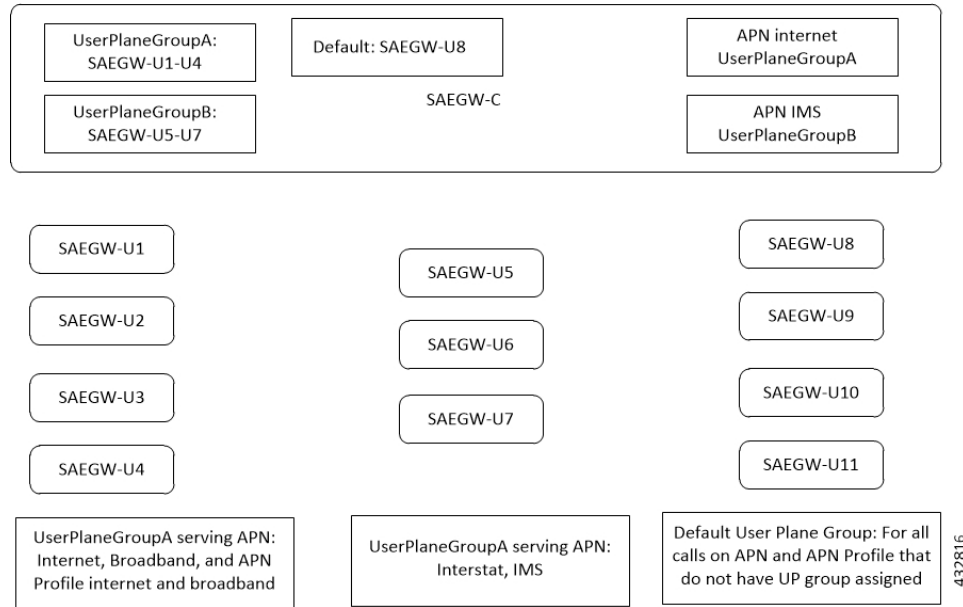 UserPlaneGroupA:
SAEGW-U1-U4
Default: SAEGW-U8
APN internet
UserPlaneGroupA
SAEGW-C
UserPlaneGroupB:
SAEGW-U5-U7
APN IMS
UserPlaneGroupB
SAEGW-U1
SAEGW-U2
SAEGW-U3
SAEGW-U4
SAEGW-U5
SAEGW-U6
SAEGW-U7
SAEGW-U8
SAEGW-U9
SAEGW-U10
SAEGW-U11
UserPlaneGroupA serving APN:
Internet, Broadband, and APN
Profile internet and broadband
UserPlaneGroupA serving APN:
Interstat, IMS
Default User Plane Group: For all
calls on APN and APN Profile that
do not have UP group assigned
432816